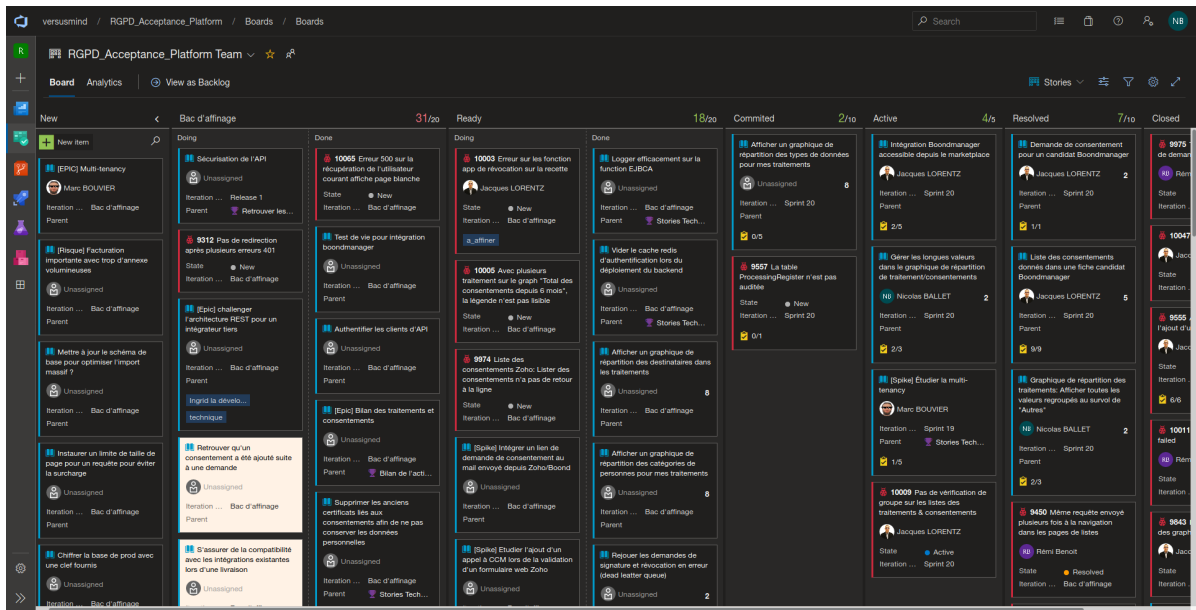 versusmind / RGPD_Acceptance_Platform / Boards / Boards
Search
NB
R
RGPD_Acceptance_Platform Team
Board Analytics View as Backlog
Stories
New
New item
[EPIC] Multi-tenancy
Marc BOUVIER
Iteration ... Bac d'affinage
Parent
[Risque] Facturation
importante avec trop d'annexe
volumineuses
Unassigned
Iteration ... Bac d'affinage
Parent
Mettre à jour le schéma de
base pour optimiser l'import
massif ?
Unassigned
Iteration ... Bac d'affinage
Parent
Instaurer un limite de taille de
page pour un requête pour éviter
la surcharge
Unassigned
Iteration ... Bac d'affinage
Parent
Chiffrer la base de prod avec
une clef fournis
Unassigned
Iteration ... Bac d'affinage
Bac d'affinage 31/20
Doing
Sécurisation de l'API
Unassigned
Iteration ... Release 1
Parent Retrouver les...
9312 Pas de redirection
après plusieurs erreurs 401
State New
Iteration ... Bac d'affinage
[Epic] challenger
l'architecture REST pour un
intégrateur tiers
Unassigned
Iteration ... Bac d'affinage
Parent
Ingrid la dévelo...
technique
Retrouver qu'un
consentement a été ajouté suite
à une demande
Unassigned
Iteration ... Bac d'affinage
Parent
S'assurer de la compatibilité
avec les intégrations existantes
lors d'une livraison
Unassigned
Done
10065 Erreur 500 sur la
récupération de l'utilisateur
courant affiche page blanche
State New
Iteration ... Bac d'affinage
Test de vie pour intégration
boondmanager
Unassigned
Iteration ... Bac d'affinage
Parent
Authentifier les clients d'API
Unassigned
Iteration ... Bac d'affinage
Parent
[Epic] Bilan des traitements et
consentements
Unassigned
Iteration ... Bac d'affinage
Parent Bilan de l'acti...
Supprimer les anciens
certificats liés aux
consentements afin de ne pas
conserver les données
personnelles
Unassigned
Iteration ... Bac d'affinage
Parent Stories Tech...
Ready 18/20
Doing
10003 Erreur sur les fonction
app de révocation sur la recette
Jacques LORENTZ
State New
Iteration ... Bac d'affinage
a_affiner
10005 Avec plusieurs
traitement sur le graph "Total des
consentements depuis 6 mois",
la légende n'est pas lisible
State New
Iteration ... Bac d'affinage
9974 Liste des
consentements Zoho: Lister des
consentements n'a pas de retour
à la ligne
State New
Iteration ... Bac d'affinage
[Spike] Intégrer un lien de
demande de consentement au
mail envoyé depuis Zoho/Boond
Unassigned
Iteration ... Bac d'affinage
Parent
[Spike] Etudier l'ajout d'un
appel à CCM lors de la validation
d'un formulaire web Zoho
Unassigned
Done
Logger efficacement sur la
function EJBCA
Unassigned
Iteration ... Bac d'affinage
Parent Stories Tech...
Vider le cache redis
d'authentification lors du
déploiement du backend
Unassigned
Iteration ... Bac d'affinage
Parent Stories Tech...
Afficher un graphique de
répartition des destinataires dans
les traitements
Unassigned 8
Iteration ... Bac d'affinage
Parent
Afficher un graphique de
répartition des catégories de
personnes pour mes traitements
Unassigned 8
Iteration ... Bac d'affinage
Parent
Rejouer les demandes de
signature et révocation en erreur
(dead leatter queue)
Unassigned 2
Commited 2/10
Afficher un graphique de
répartition des types de données
pour mes traitements
Unassigned 8
Iteration ... Sprint 20
Parent
0/5
9557 La table
ProcessingRegister n'est pas
auditée
State New
Iteration ... Sprint 20
0/1
Active 4/5
Intégration Boondmanager
accessible depuis le marketplace
Jacques LORENTZ
Iteration ... Sprint 20
Parent
2/5
Gérer les longues valeurs
dans le graphique de répartition
de traitement/consentements
NB Nicolas BALLET 2
Iteration ... Sprint 20
Parent
2/3
[Spike] Étudier la multi-
tenancy
Marc BOUVIER
Iteration ... Sprint 19
Parent Stories Tech...
1/5
10009 Pas de vérification de
groupe sur les listes des
traitements & consentements
Jacques LORENTZ
State Active
Iteration ... Sprint 20
Resolved 7/10
Demande de consentement
pour un candidat Boondmanager
Jacques LORENTZ 2
Iteration ... Sprint 20
Parent
1/1
Liste des consentements
donnés dans une fiche candidat
Boondmanager
Jacques LORENTZ 5
Iteration ... Sprint 20
Parent
9/9
Graphique de répartition des
traitements: Afficher toutes les
valeurs regroupés au survol de
"Autres"
NB Nicolas BALLET 2
Iteration ... Sprint 20
Parent
2/3
9450 Même requête envoyé
plusieurs fois à la navigation
dans les pages de listes
RB Rémi Benoit
State Resolved
Iteration ... Bac d'affinage
Closed
9975
de deman
RB Rém
State
Iteration
10047
Jacc
State
Iteration
9555
l'ajout d'u
Jacc
State
Iteration
6/6
10011
failed
RB Rém
State
Iteration
9843
des graph
Jacc
State
Iteration